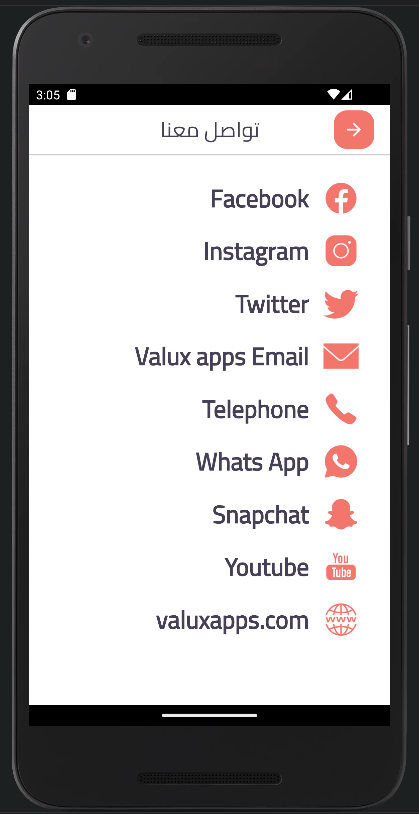 3:05
تواصل معنا
Facebook
Instagram
Twitter
Valux apps Email
Telephone
Whats App
Snapchat
You
Tube
Youtube
www
valuxapps.com